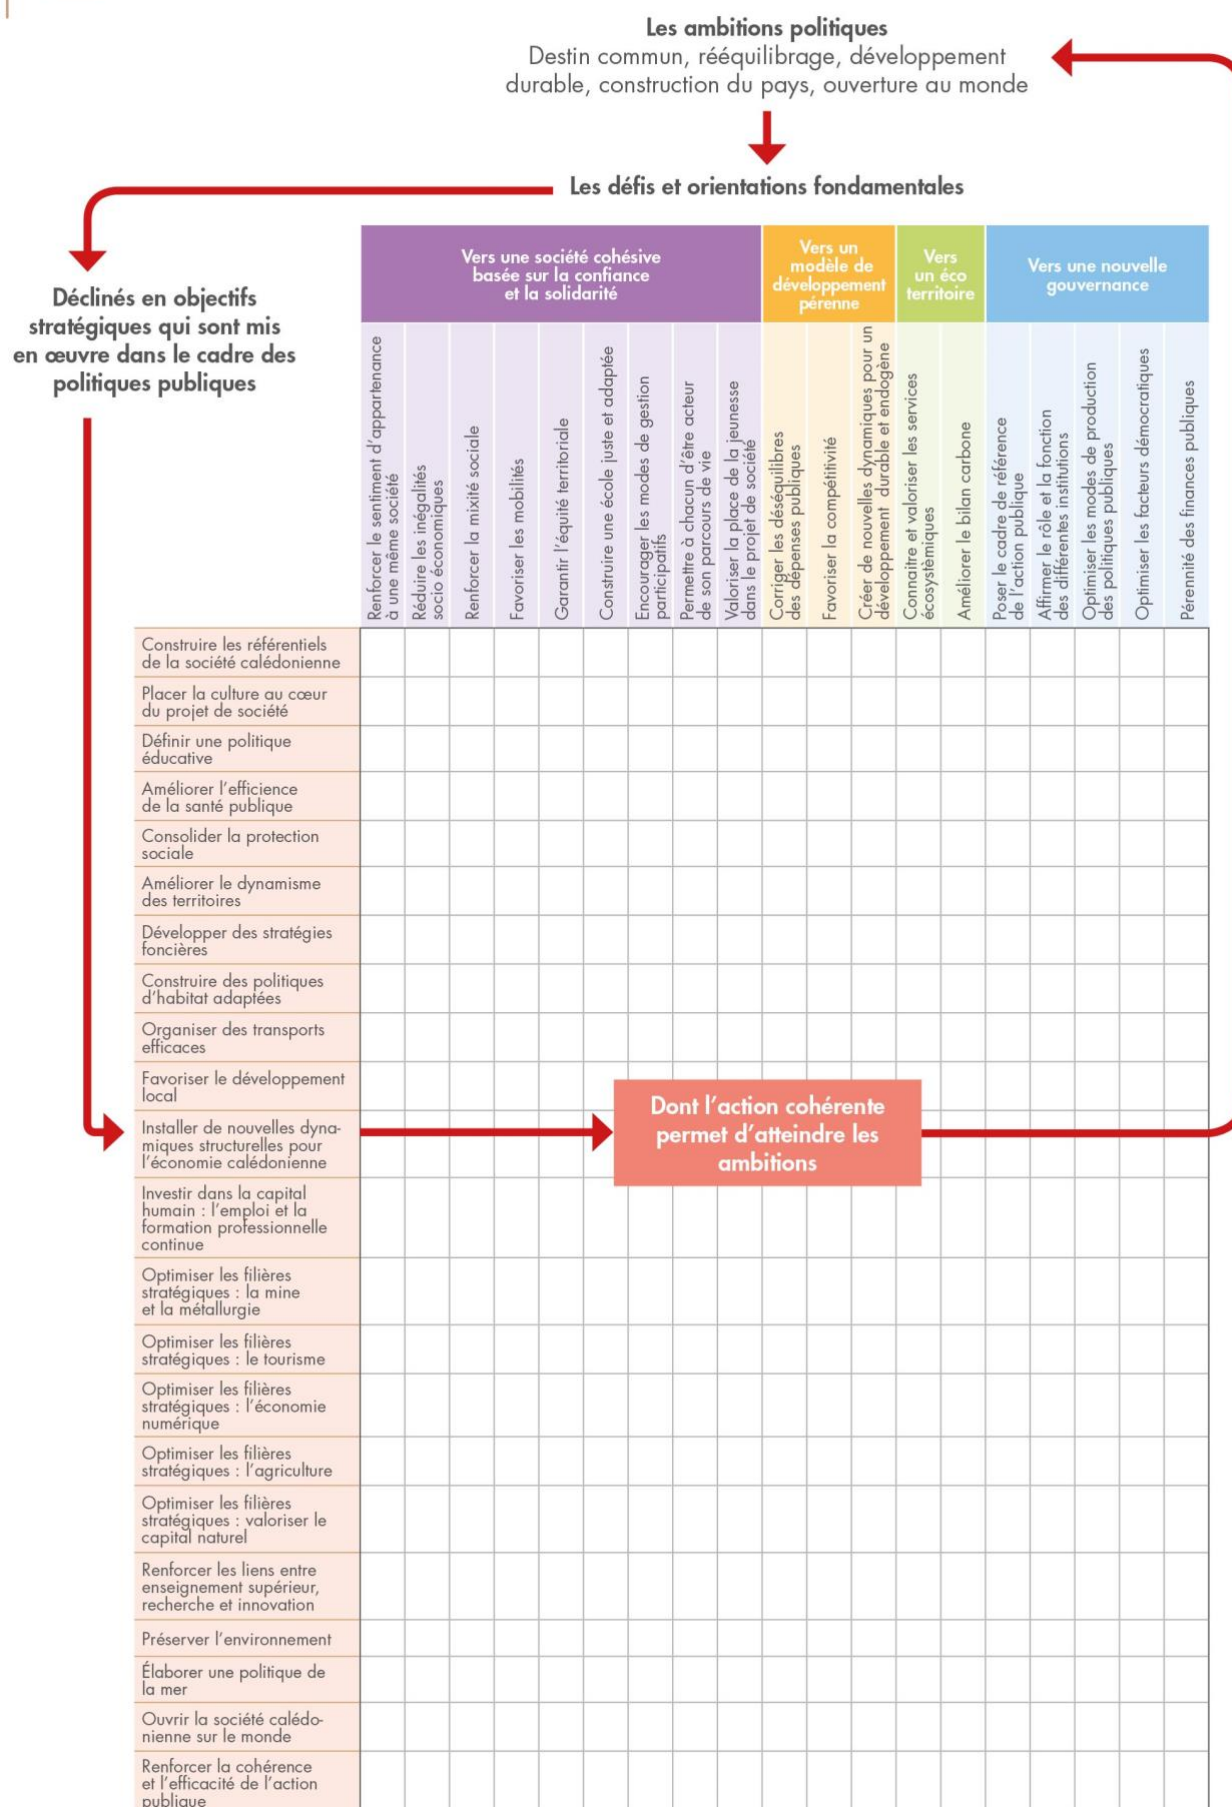 Les ambitions politiques
Destin commun, rééquilibrage, développement
durable, construction du pays, ouverture au monde
Les défis et orientations fondamentales
Déclinés en objectifs
stratégiques qui sont mis
en œuvre dans le cadre des
politiques publiques
Vers une société cohésive
basée sur la confiance
et la solidarité
Vers un
modèle de
développement
pérenne
Vers
un éco
territoire
Vers une nouvelle
gouvernance
Renforcer le sentiment d'appartenance
à une même société
Réduire les inégalités
socio économiques
Renforcer la mixité sociale
Favoriser les mobilités
Garantir l'équité territoriale
Construire une école juste et adaptée
Encourager les modes de gestion
participatifs
Permettre à chacun d'être acteur
de son parcours de vie
Valoriser la place de la jeunesse
dans le projet de société
Corriger les déséquilibres
des dépenses publiques
Favoriser la compétitivité
Créer de nouvelles dynamiques pour un
développement durable et endogène
Connaitre et valoriser les services
écosystémiques
Améliorer le bilan carbone
Poser le cadre de référence
de l'action publique
Affirmer le rôle et la fonction
des différentes institutions
Optimiser les modes de production
des politiques publiques
Optimiser les facteurs démocratiques
Pérennité des finances publiques
Construire les référentiels
de la société calédonienne
Placer la culture au cœur
du projet de société
Définir une politique
éducative
Améliorer l'efficience
de la santé publique
Consolider la protection
sociale
Améliorer le dynamisme
des territoires
Développer des stratégies
foncières
Construire des politiques
d'habitat adaptées
Organiser des transports
efficaces
Favoriser le développement
local
Installer de nouvelles dyna-
miques structurelles pour
l'économie calédonienne
Dont l'action cohérente
permet d'atteindre les
ambitions
Investir dans la capital
humain : l'emploi et la
formation professionnelle
continue
Optimiser les filières
stratégiques : la mine
et la métallurgie
Optimiser les filières
stratégiques : le tourisme
Optimiser les filières
stratégiques : l'économie
numérique
Optimiser les filières
stratégiques : l'agriculture
Optimiser les filières
stratégiques : valoriser le
capital naturel
Renforcer les liens entre
enseignement supérieur,
recherche et innovation
Préserver l'environnement
Élaborer une politique de
la mer
Ouvrir la société calédo-
nienne sur le monde
Renforcer la cohérence
et l'efficacité de l'action
publique